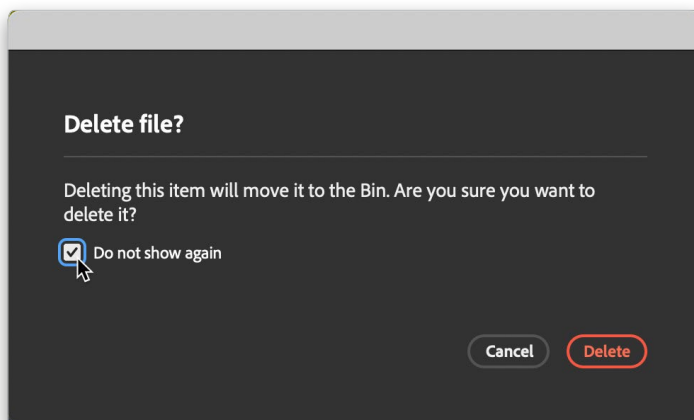 Delete file?
Deleting this item will move it to the Bin. Are you sure you want to
delete it?
Do not show again
Cancel
Delete